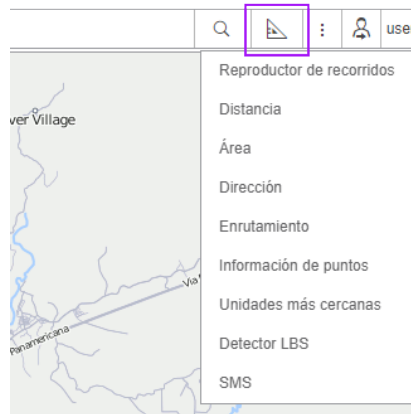 use
Reproductor de recorridos
Distancia
Área
Dirección
Enrutamiento
Información de puntos
Unidades más cercanas
Detector LBS
SMS
ver Village
Vía
Panamericana